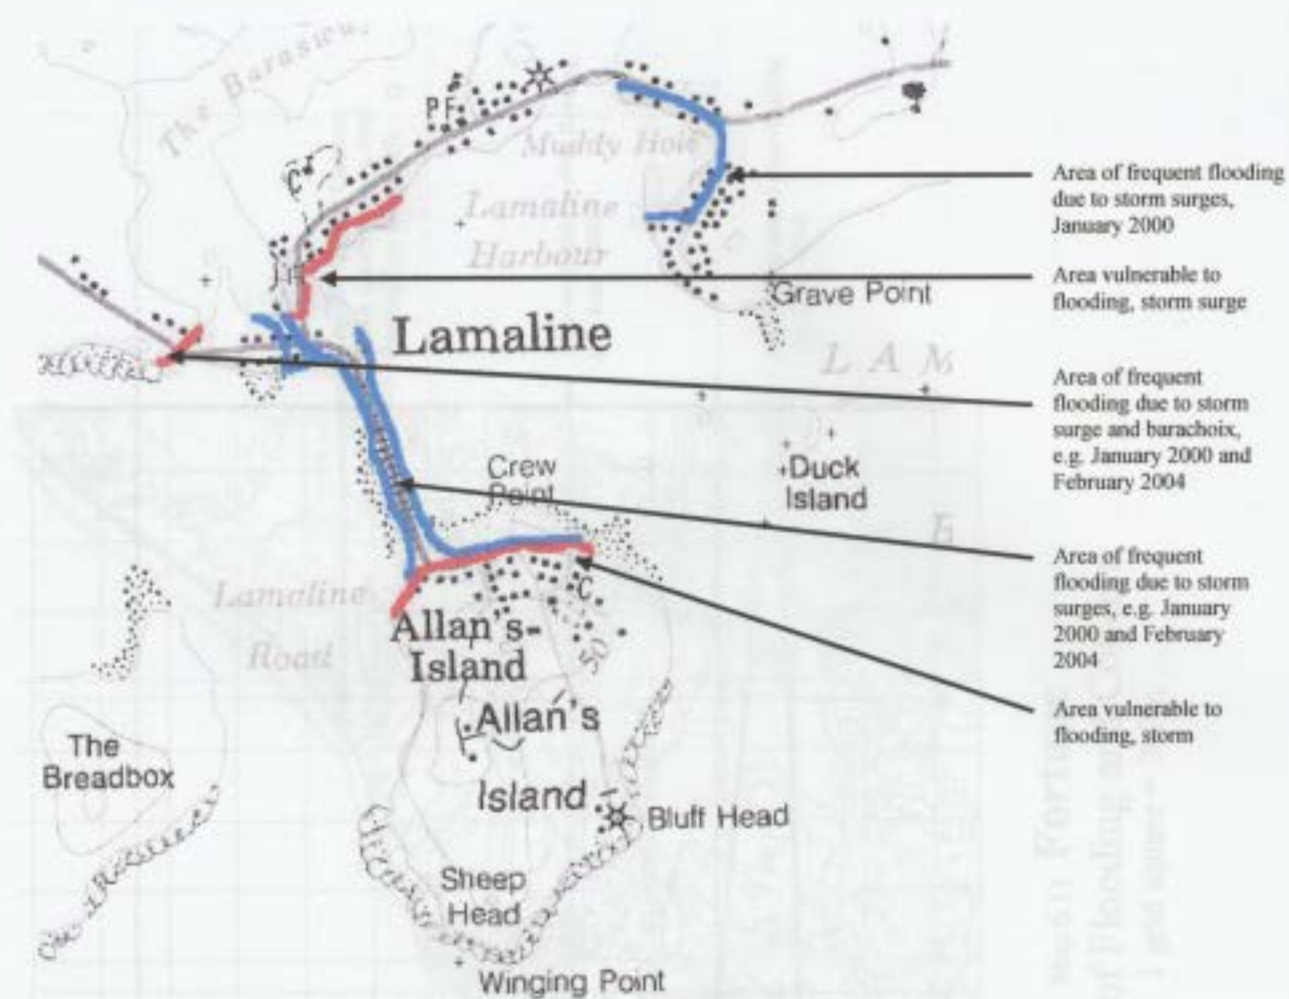 The Barasway
PF
Muddy Hole
C
Lamaline
Harbour
Grave Point
Lamaline
L A M
Crew
Point
Duck
Island
E
C
Lamaline
Road
Allan's-
Island
50
Allan's
Island
The
Breadbox
Bluff Head
Sheep
Head
Winging Point
Area of frequent flooding
due to storm surges,
January 2000
Area vulnerable to
flooding, storm surge
Area of frequent
flooding due to storm
surge and barachoix,
e.g. January 2000 and
February 2004
Area of frequent
flooding due to storm
surges, e.g. January
2000 and February
2004
Area vulnerable to
flooding, storm